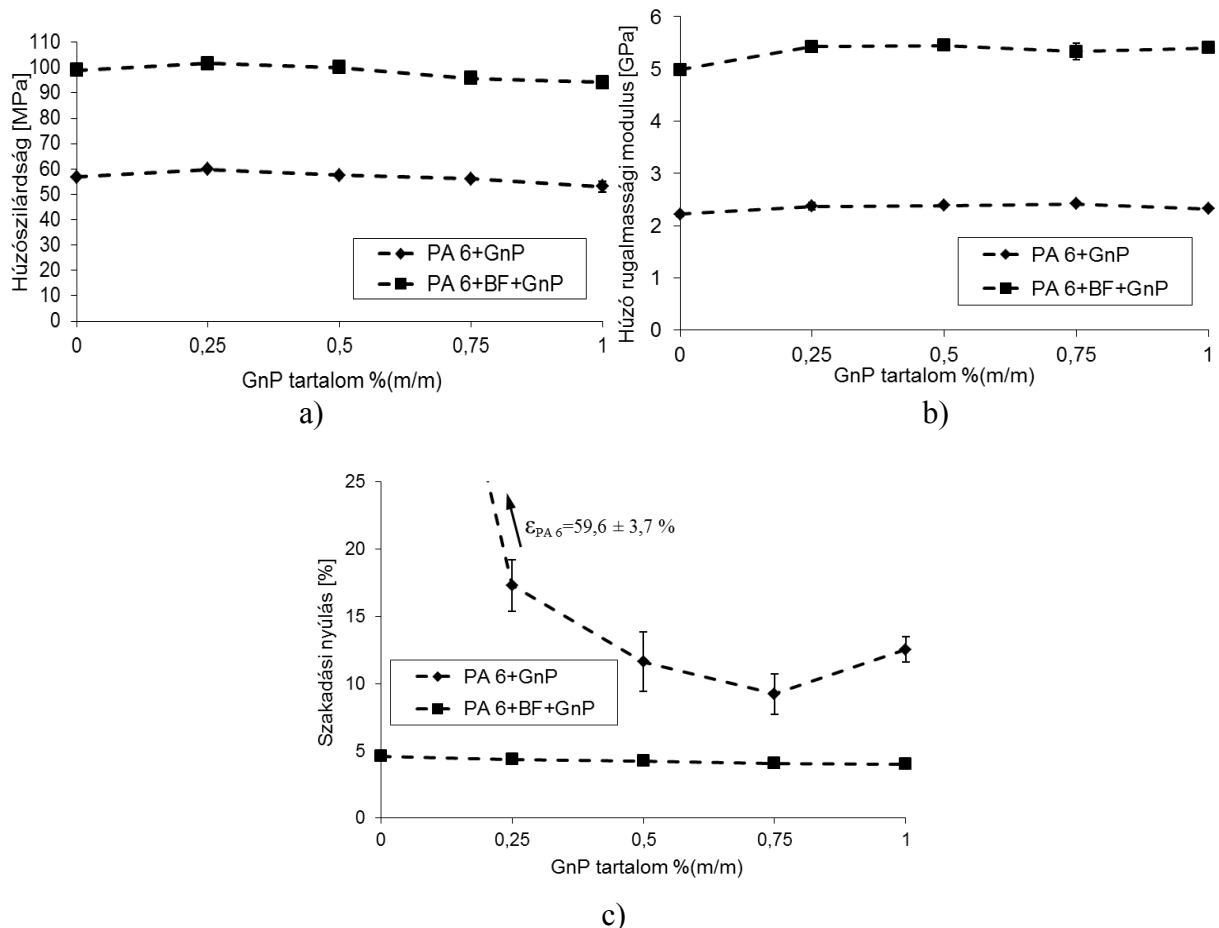 Húzószilárdság [MPa]
110
100
90
80
70
60
50
40
30
20
10
0
PA 6+GnP
PA 6+BF+GnP
0 0,25 0,5 0,75 1
GnP tartalom %(m/m)
a)
Húzó rugalmassági modulus [GPa]
6
5
4
3
2
1
0
PA 6+GnP
PA 6+BF+GnP
0 0,25 0,5 0,75 1
GnP tartalom %(m/m)
b)
Szakadási nyúlás [%]
25
20
15
10
5
0
εPA 6=59,6 ± 3,7 %
PA 6+GnP
PA 6+BF+GnP
0 0,25 0,5 0,75 1
GnP tartalom %(m/m)
c)